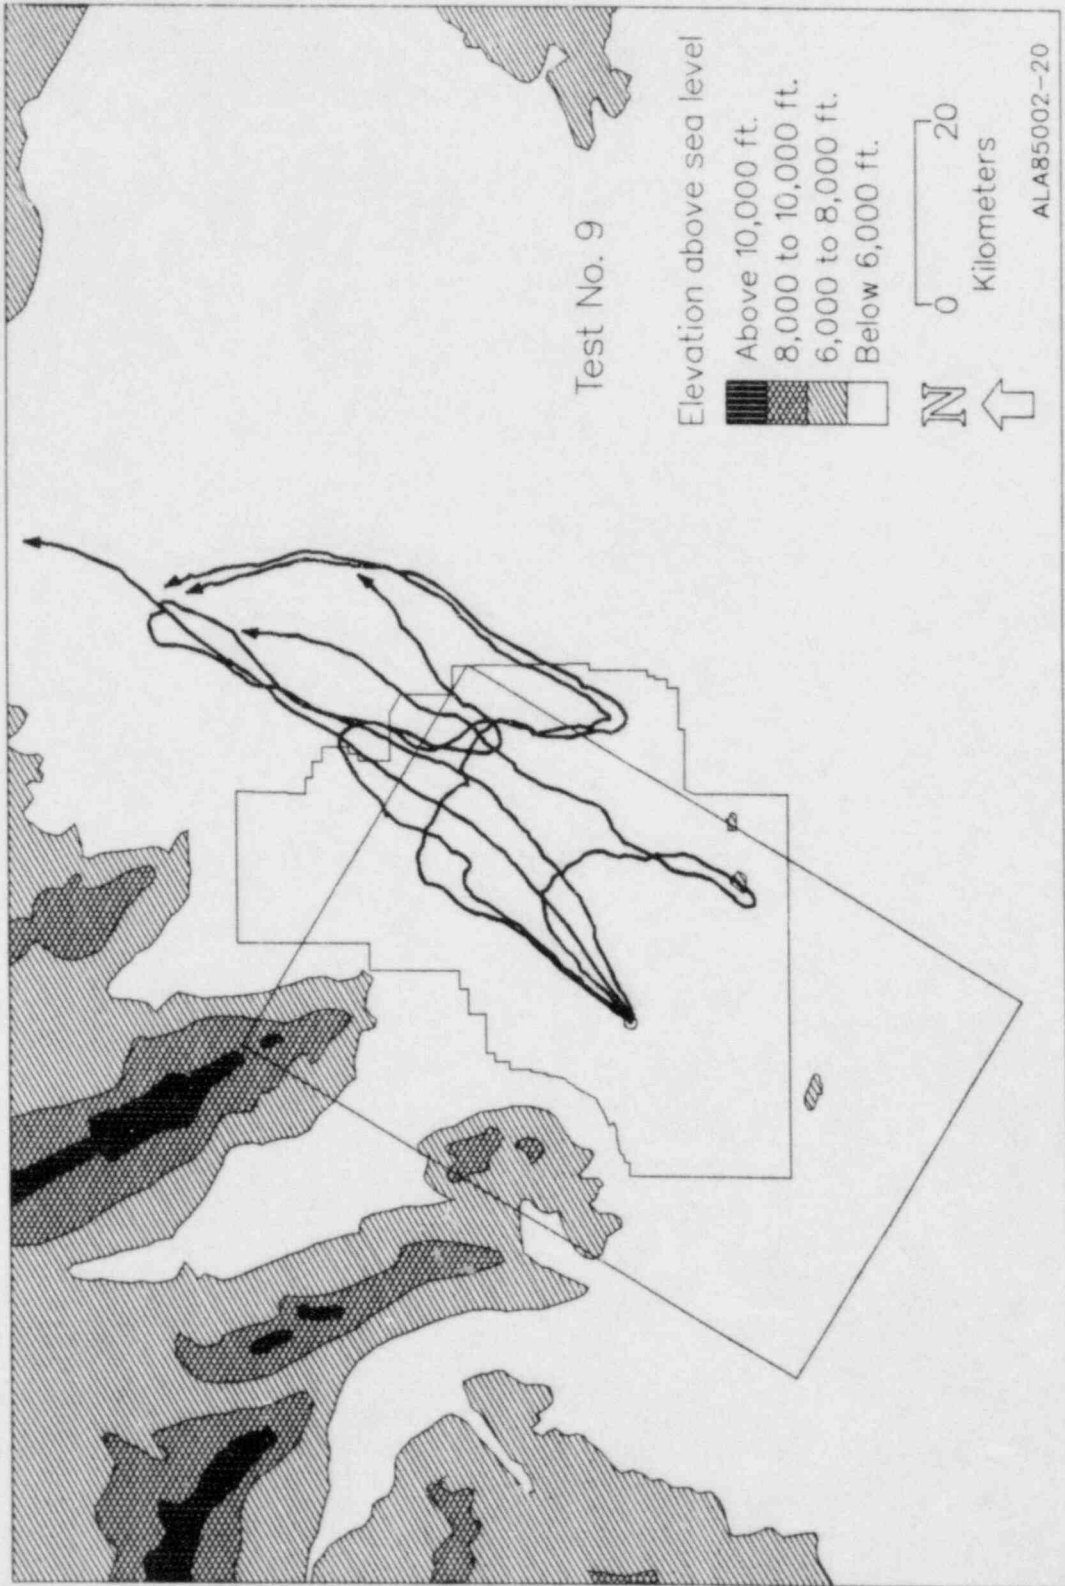 Test No. 9
Elevation above sea level
Above 10,000 ft.
8,000 to 10,000 ft.
6,000 to 8,000 ft.
Below 6,000 ft.
N
0 20
Kilometers
ALA85002-20